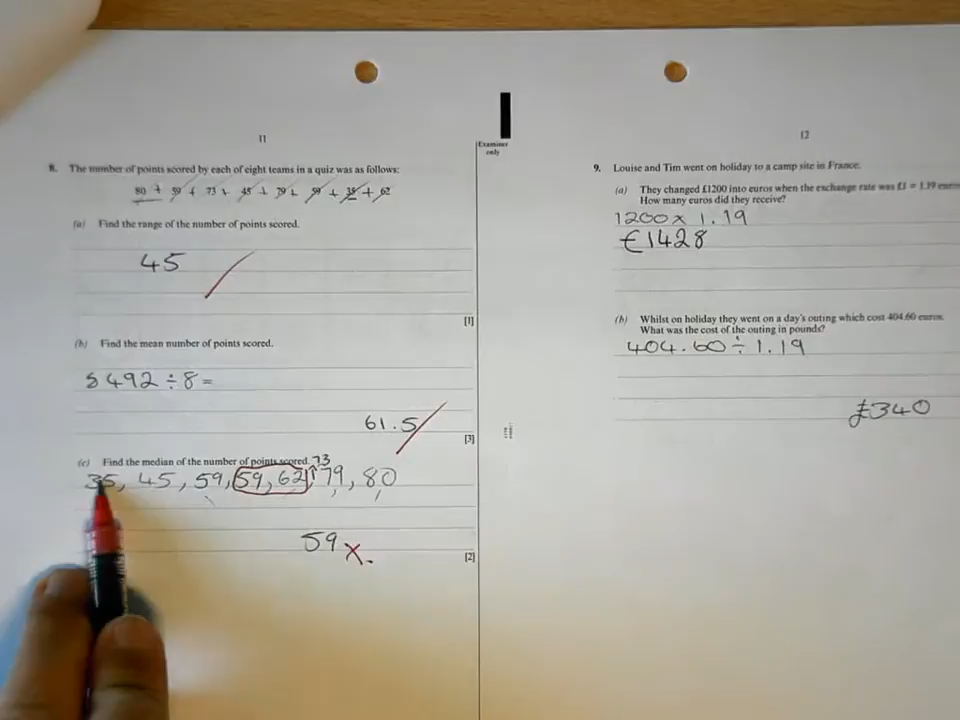 11
Examiner
only
8. The number of points scored by each of eight teams in a quiz was as follows:
80 + 59 + 73 + 45 + 79 + 59 + 35 + 62
(a) Find the range of the number of points scored.
45
[1]
(b) Find the mean number of points scored.
492 ÷ 8 =
61.5
[3]
(c) Find the median of the number of points scored.
73
35, 45, 59, 59, 62, 79, 80
59 x.
[2]
12
9. Louise and Tim went on holiday to a camp site in France.
(a) They changed £1200 into euros when the exchange rate was £1 = 1.19 euros
How many euros did they receive?
1200 x 1.19
€1428
(b) Whilst on holiday they went on a day's outing which cost 404.60 euros.
What was the cost of the outing in pounds?
404.60 ÷ 1.19
£340